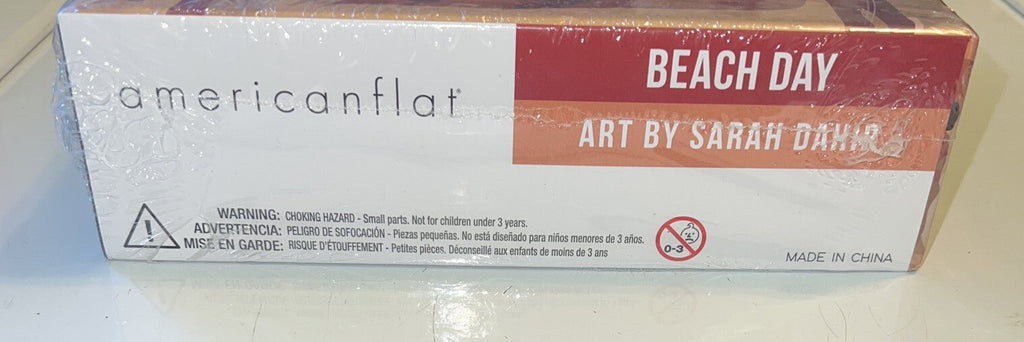 americanflat
BEACH DAY
ART BY SARAH
WARNING: CHOKING HAZARD - Small parts. Not for children under 3 years.
ADVERTENCIA: PELIGRO DE SOFOCACIÓN - Piezas pequeñas. No está diseñado para niños menores de 3 años.
MISE EN GARDE: RISQUE D'ÉTOUFFEMENT - Petites pièces. Déconseillé aux enfants de moins de 3 ans
0-3
MADE IN CHINA